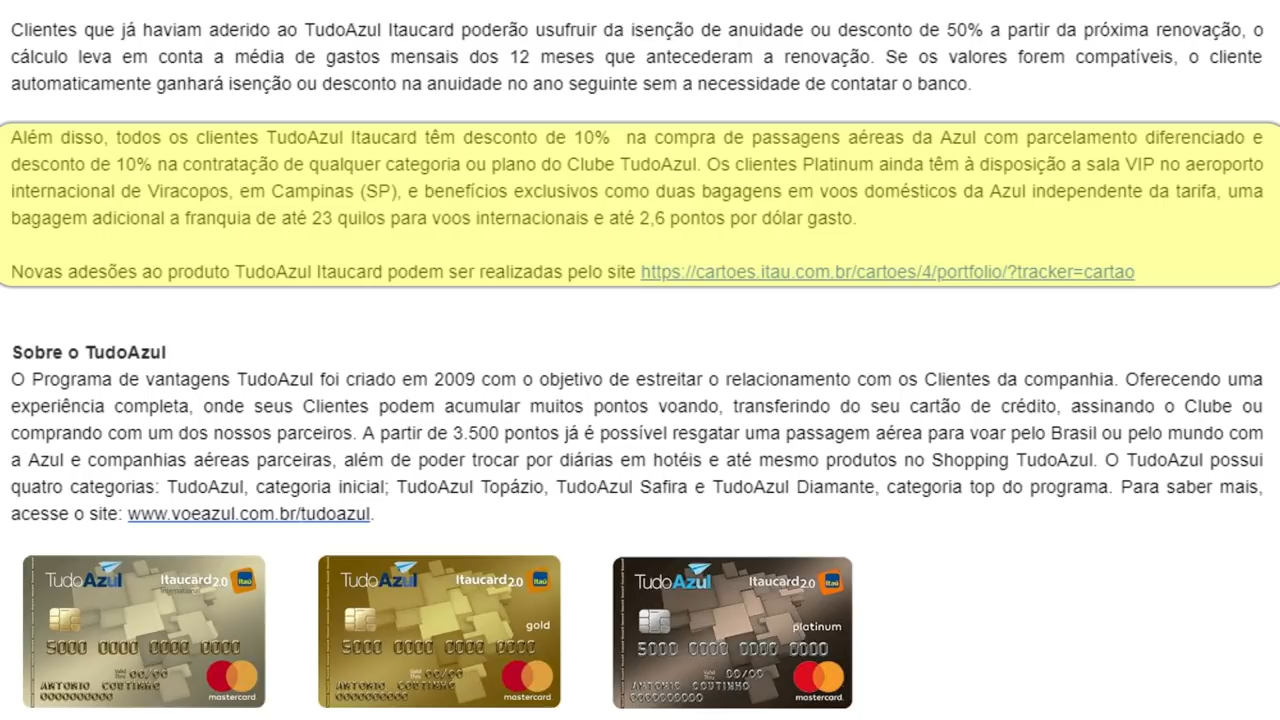 Clientes que já haviam aderido ao TudoAzul Itaucard poderão usufruir da isenção de anuidade ou desconto de 50% a partir da próxima renovação, o
cálculo leva em conta a média de gastos mensais dos 12 meses que antecederam a renovação. Se os valores forem compatíveis, o cliente
automaticamente ganhará isenção ou desconto na anuidade no ano seguinte sem a necessidade de contatar o banco.
Além disso, todos os clientes TudoAzul Itaucard têm desconto de 10% na compra de passagens aéreas da Azul com parcelamento diferenciado e
desconto de 10% na contratação de qualquer categoria ou plano do Clube TudoAzul. Os clientes Platinum ainda têm à disposição a sala VIP no aeroporto
internacional de Viracopos, em Campinas (SP), e benefícios exclusivos como duas bagagens em voos domésticos da Azul independente da tarifa, uma
bagagem adicional a franquia de até 23 quilos para voos internacionais e até 2,6 pontos por dólar gasto.
Novas adesões ao produto TudoAzul Itaucard podem ser realizadas pelo site https://cartoes.itau.com.br/cartoes/4/portfolio/?tracker=cartao
Sobre o TudoAzul
O Programa de vantagens TudoAzul foi criado em 2009 com o objetivo de estreitar o relacionamento com os Clientes da companhia. Oferecendo uma
experiência completa, onde seus Clientes podem acumular muitos pontos voando, transferindo do seu cartão de crédito, assinando o Clube ou
comprando com um dos nossos parceiros. A partir de 3.500 pontos já é possível resgatar uma passagem aérea para voar pelo Brasil ou pelo mundo com
a Azul e companhias aéreas parceiras, além de poder trocar por diárias em hotéis e até mesmo produtos no Shopping TudoAzul. O TudoAzul possui
quatro categorias: TudoAzul, categoria inicial; TudoAzul Topázio, TudoAzul Safira e TudoAzul Diamante, categoria top do programa. Para saber mais,
acesse o site: www.voeazul.com.br/tudoazul.
TudoAzul Itaucard 2.0 Itaú
International
5000 0000 0000 0000
00/00
ANTONIO COUTINHO
00000000000
mastercard
TudoAzul Itaucard 2.0 Itaú
gold
5000 0000 0000 0000
00/00
ANTONIO COUTINHO
00000000000
mastercard
TudoAzul Itaucard 2.0 Itaú
platinum
5000 0000 0000 0000
00/00
ANTONIO COUTINHO
00000000000
mastercard